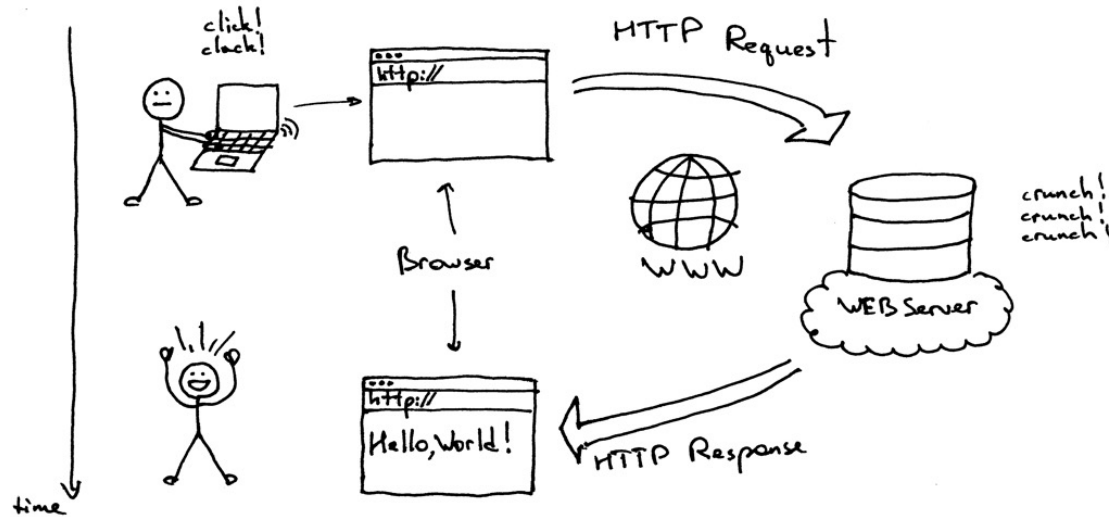 click!
clack!
http://
HTTP Request
crunch!
crunch!
crunch!
Browser
WWW
WEB Server
http://
Hello, World!
HTTP Response
time